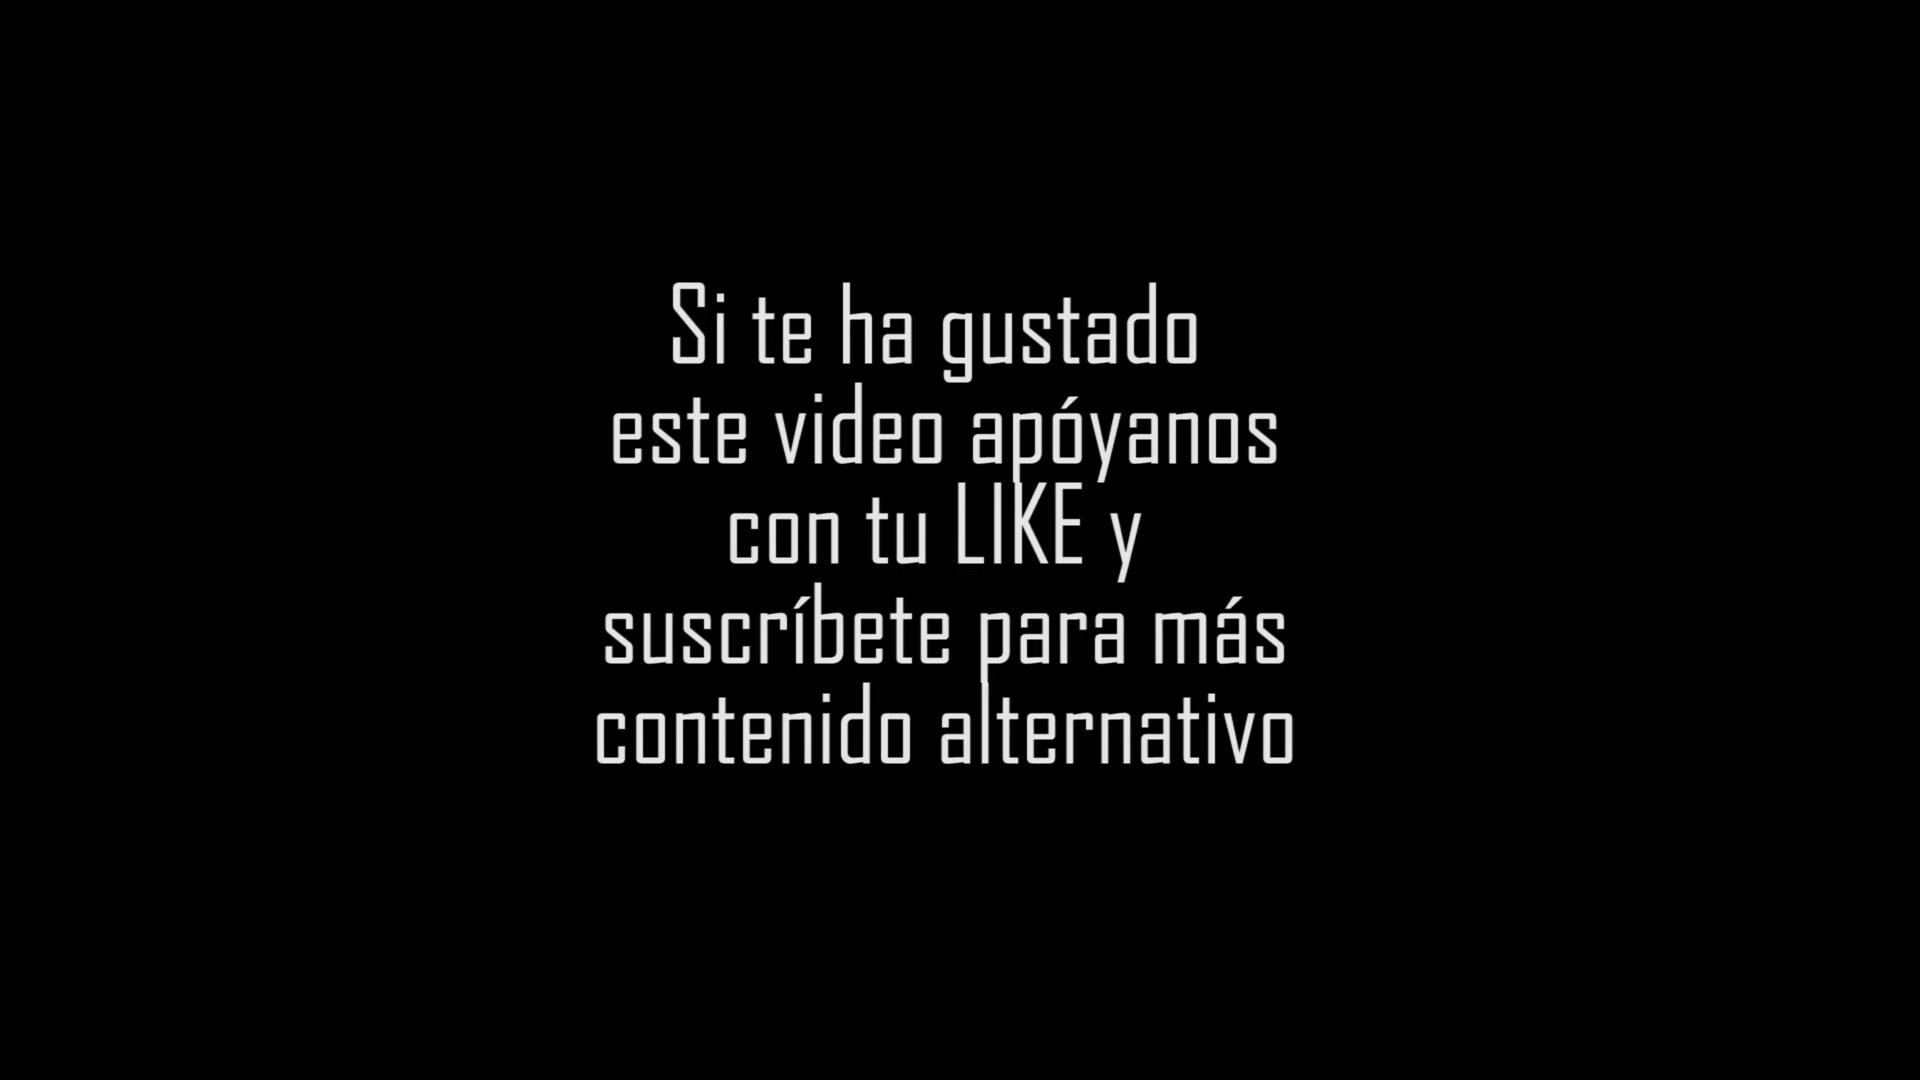 Si te ha gustado
este video apóyanos
con tu LIKE y
suscríbete para más
contenido alternativo